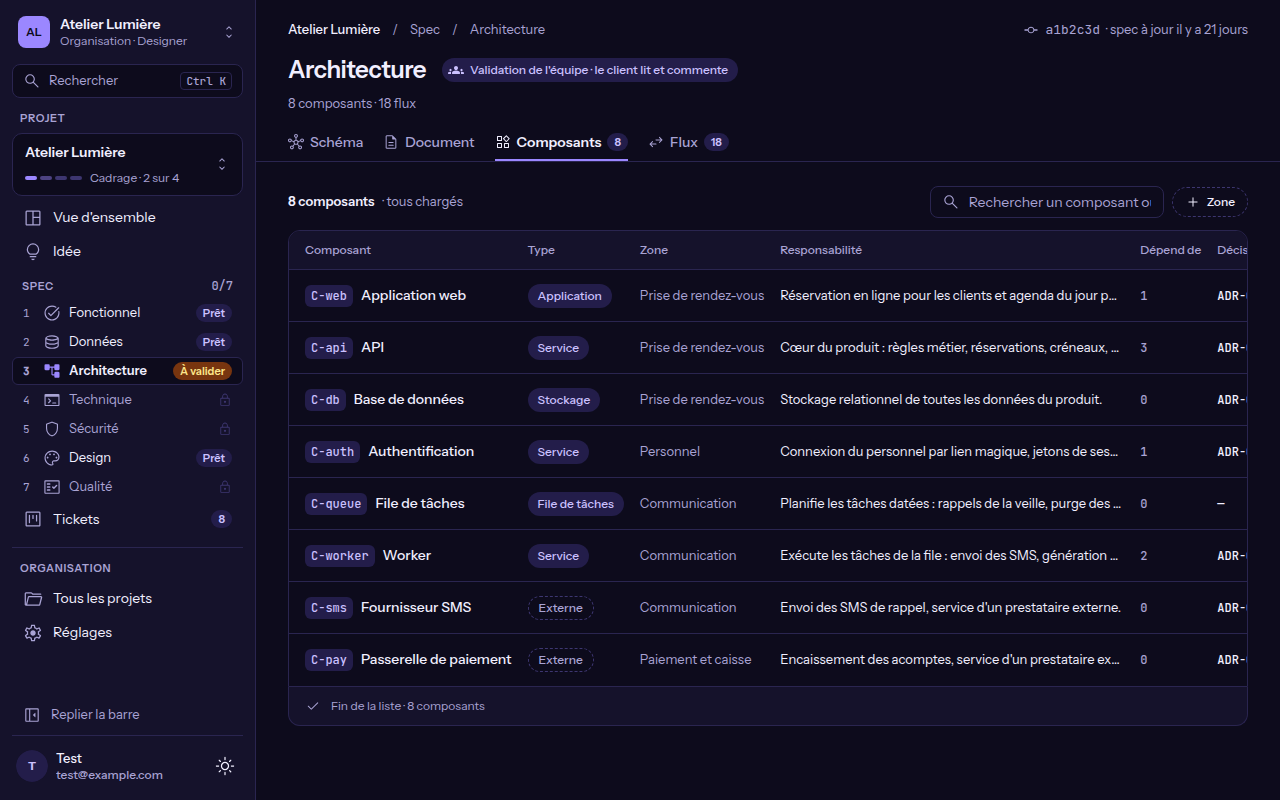 AL
Atelier Lumière
Organisation · Designer
Rechercher
Ctrl K
PROJET
Atelier Lumière
Cadrage · 2 sur 4
Vue d'ensemble
Idée
SPEC 0/7
1 Fonctionnel Prêt
2 Données Prêt
3 Architecture À valider
4 Technique
5 Sécurité
6 Design Prêt
7 Qualité
Tickets 8
ORGANISATION
Tous les projets
Réglages
Replier la barre
T
Test
test@example.com
Atelier Lumière / Spec / Architecture
a1b2c3d · spec à jour il y a 21 jours
Architecture
Validation de l'équipe · le client lit et commente
8 composants · 18 flux
Schéma Document Composants 8 Flux 18
8 composants · tous chargés
Rechercher un composant ou
Zone
Composant Type Zone Responsabilité Dépend de Décis
C-web Application web Application Prise de rendez-vous Réservation en ligne pour les clients et agenda du jour p… 1 ADR-
C-api API Service Prise de rendez-vous Cœur du produit : règles métier, réservations, créneaux, … 3 ADR-
C-db Base de données Stockage Prise de rendez-vous Stockage relationnel de toutes les données du produit. 0 ADR-
C-auth Authentification Service Personnel Connexion du personnel par lien magique, jetons de ses… 1 ADR-
C-queue File de tâches File de tâches Communication Planifie les tâches datées : rappels de la veille, purge des … 0 —
C-worker Worker Service Communication Exécute les tâches de la file : envoi des SMS, génération … 2 ADR-
C-sms Fournisseur SMS Externe Communication Envoi des SMS de rappel, service d'un prestataire externe. 0 ADR-
C-pay Passerelle de paiement Externe Paiement et caisse Encaissement des acomptes, service d'un prestataire ex… 0 ADR-
Fin de la liste · 8 composants